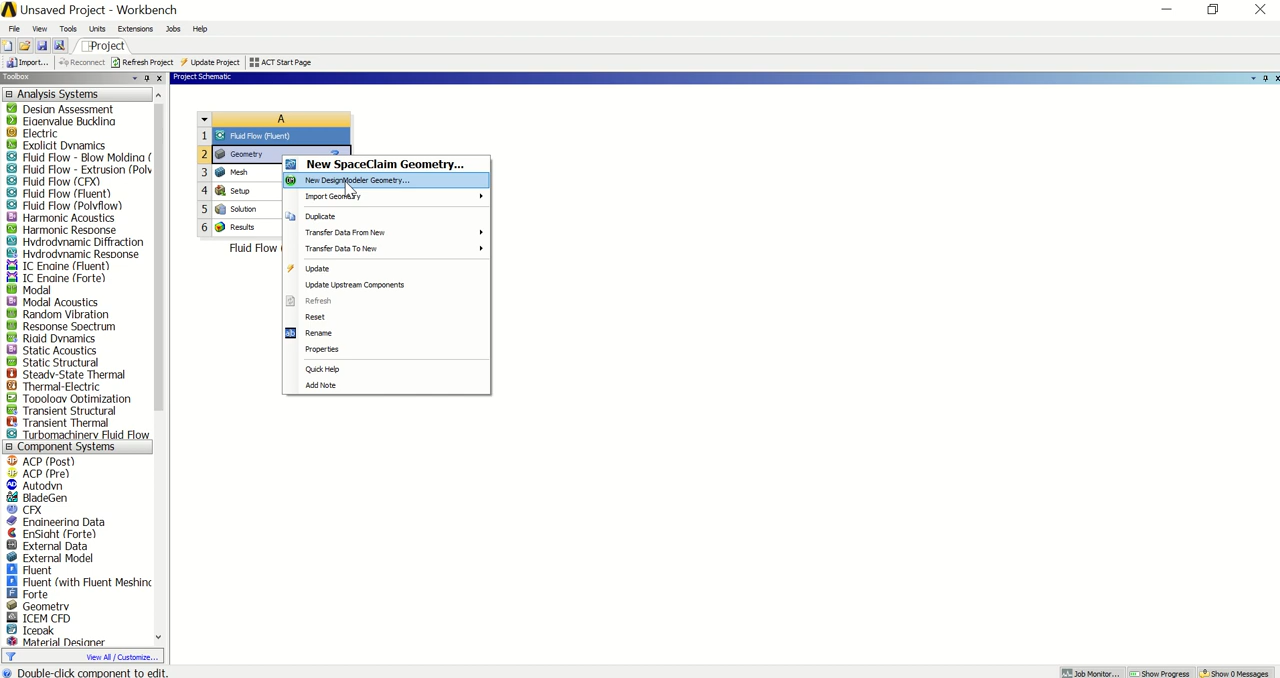 Unsaved Project - Workbench
File View Tools Units Extensions Jobs Help
Project
Import... Reconnect Refresh Project Update Project ACT Start Page
Toolbox
Project Schematic
Analysis Systems
Design Assessment
Eigenvalue Buckling
Electric
Explicit Dynamics
Fluid Flow - Blow Molding (
Fluid Flow - Extrusion (Poly
Fluid Flow (CFX)
Fluid Flow (Fluent)
Fluid Flow (Polyflow)
Harmonic Acoustics
Harmonic Response
Hydrodynamic Diffraction
Hydrodynamic Response
IC Engine (Fluent)
IC Engine (Forte)
Modal
Modal Acoustics
Random Vibration
Response Spectrum
Rigid Dynamics
Static Acoustics
Static Structural
Steady-State Thermal
Thermal-Electric
Topology Optimization
Transient Structural
Transient Thermal
Turbomachinery Fluid Flow
Component Systems
ACP (Post)
ACP (Pre)
Autodyn
BladeGen
CFX
Engineering Data
EnSight (Forte)
External Data
External Model
Fluent
Fluent (with Fluent Meshing
Forte
Geometry
ICEM CFD
Icepak
Material Designer
View All / Customize...
A
1 Fluid Flow (Fluent)
2 Geometry ?
3 Mesh
4 Setup
5 Solution
6 Results
Fluid Flow (
New SpaceClaim Geometry...
New DesignModeler Geometry...
Import Geometry
Duplicate
Transfer Data From New
Transfer Data To New
Update
Update Upstream Components
Refresh
Reset
ab Rename
Properties
Quick Help
Add Note
Double-click component to edit.
Job Monitor... Show Progress Show 0 Messages